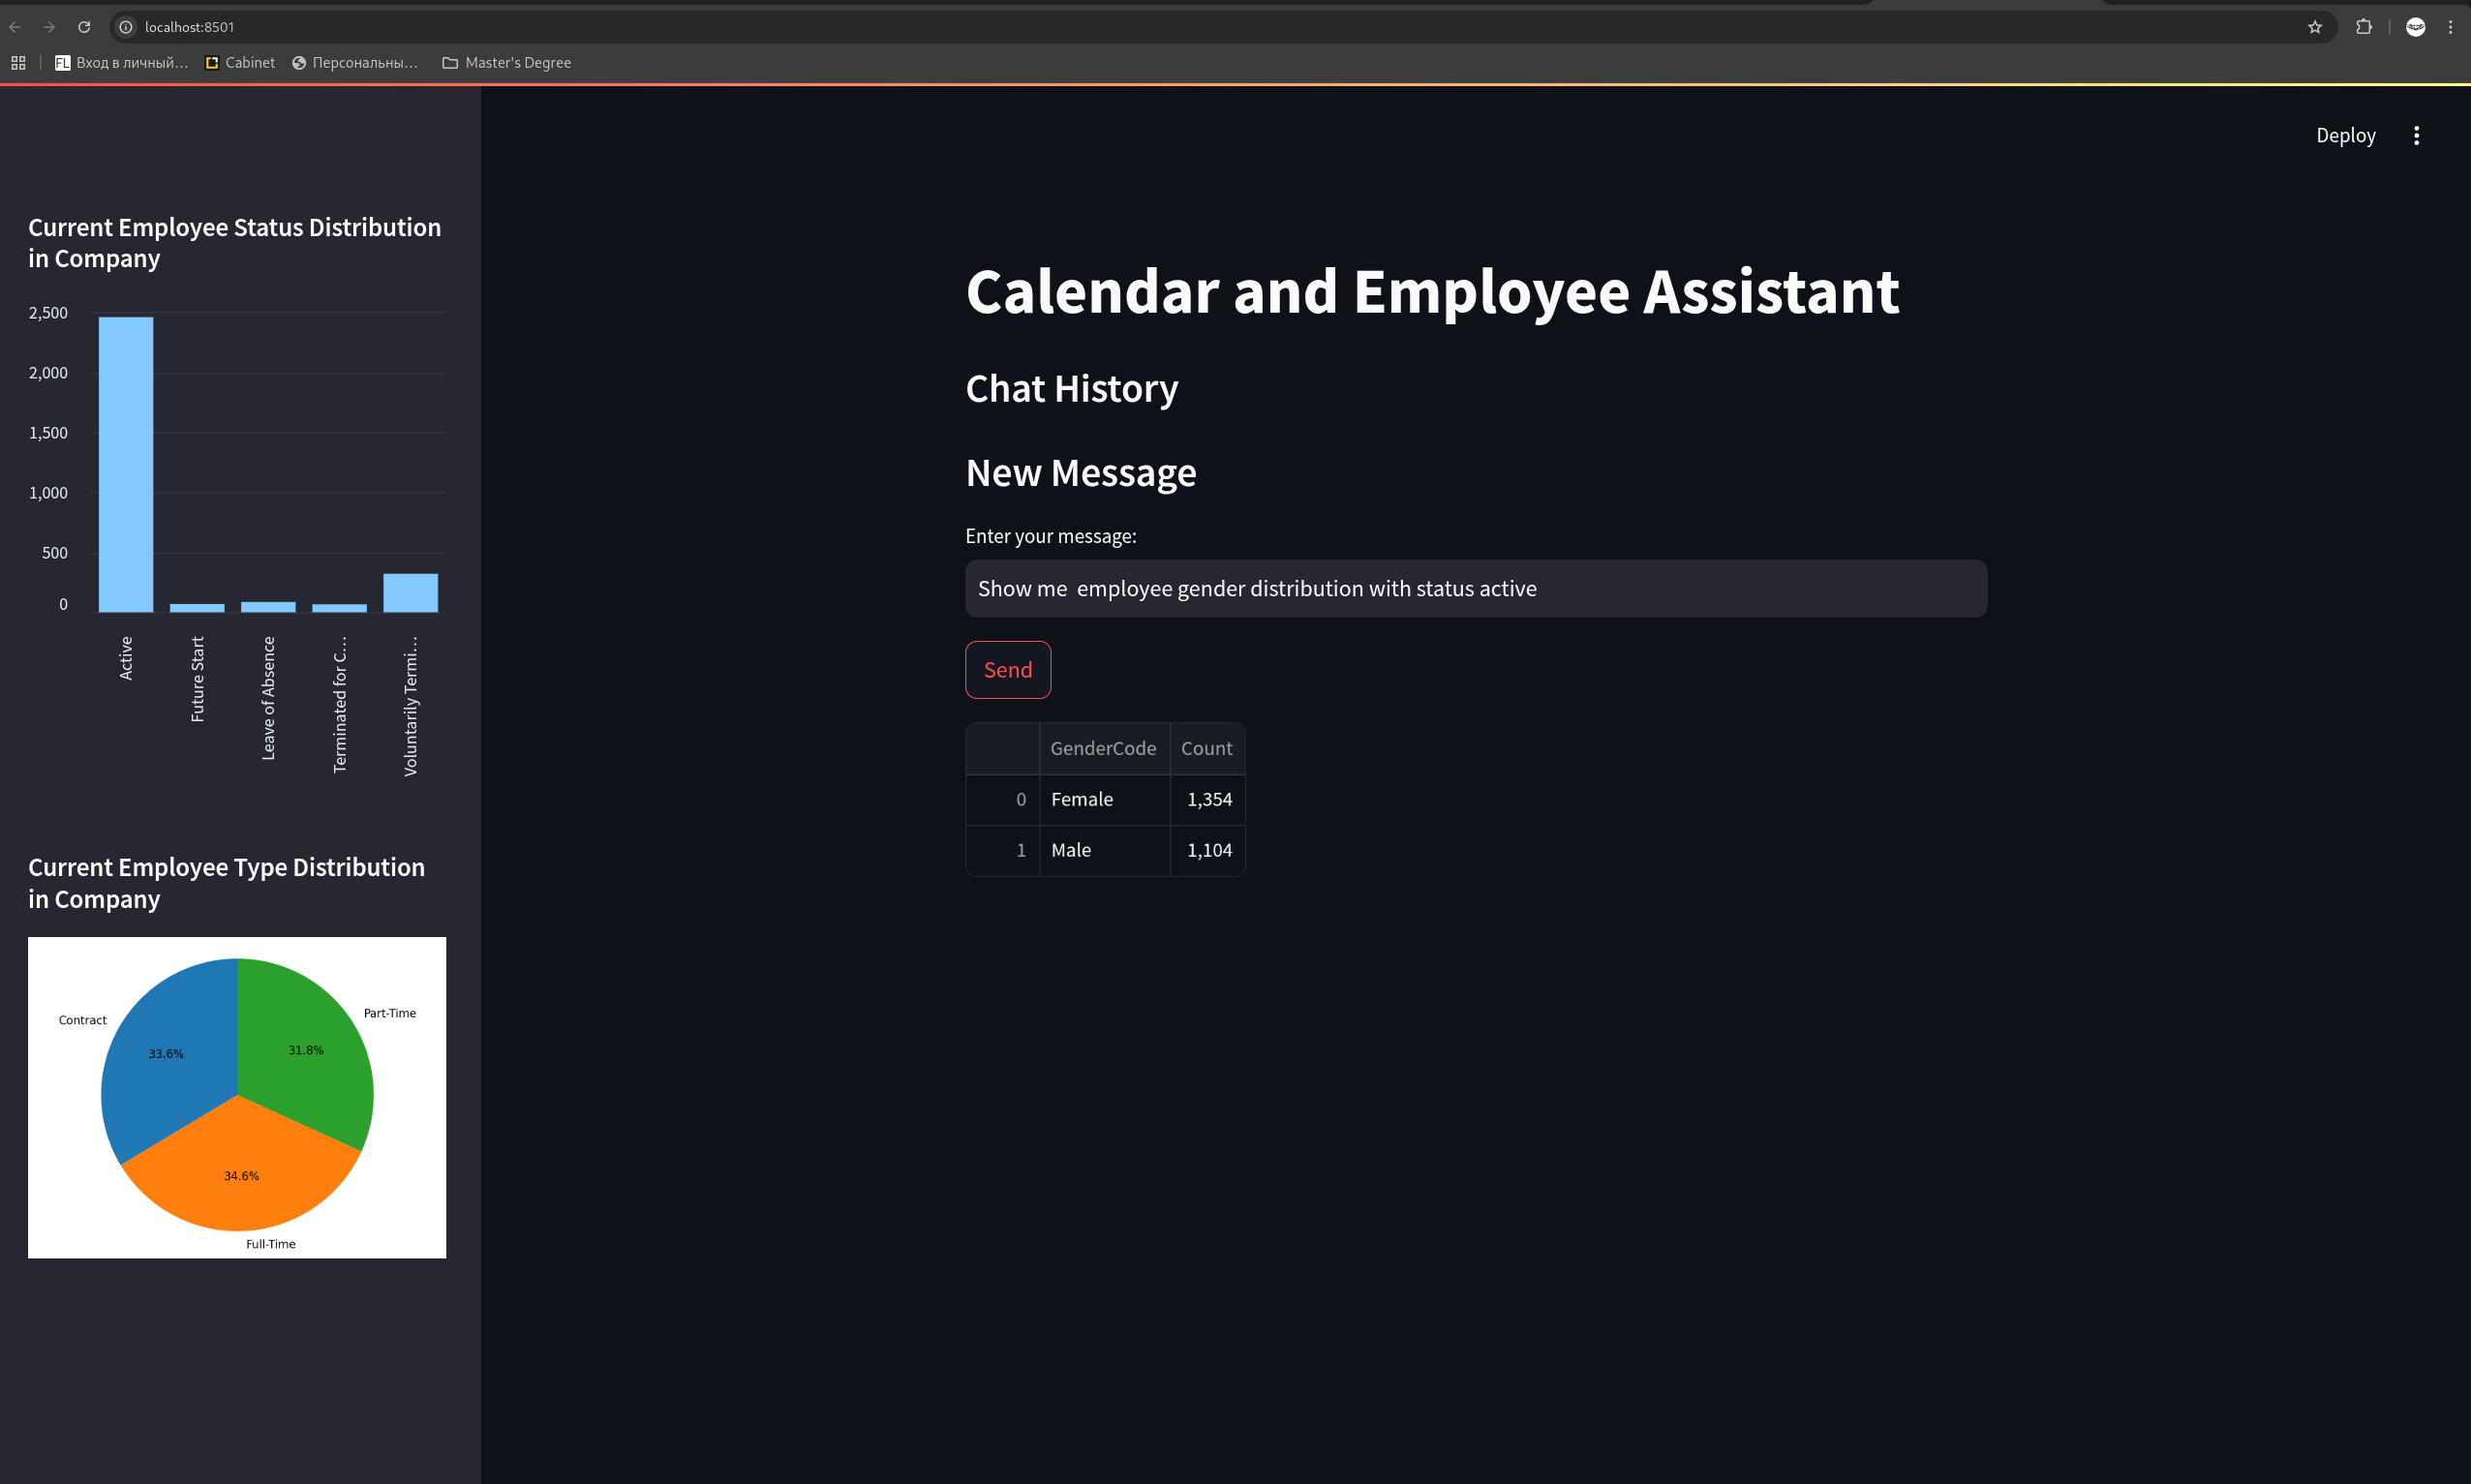 localhost:8501
FL Вход в личный...
Cabinet
Персональны...
Master's Degree
Deploy
Current Employee Status Distribution
in Company
2,500
2,000
1,500
1,000
500
0
Active
Future Start
Leave of Absence
Terminated for C...
Voluntarily Termi...
Current Employee Type Distribution
in Company
Contract
33.6%
Part-Time
31.8%
34.6%
Full-Time
Calendar and Employee Assistant
Chat History
New Message
Enter your message:
Show me  employee gender distribution with status active
Send
GenderCode Count
0 Female 1,354
1 Male 1,104